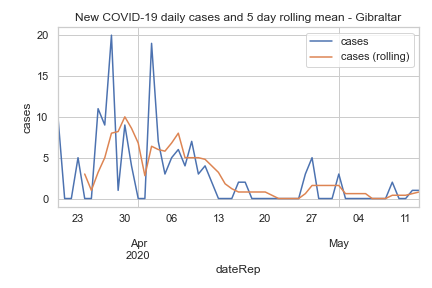 New COVID-19 daily cases and 5 day rolling mean - Gibraltar
cases
cases (rolling)
20
15
10
5
0
cases
23 30 06 13 20 27 04 11
Apr May
2020
dateRep